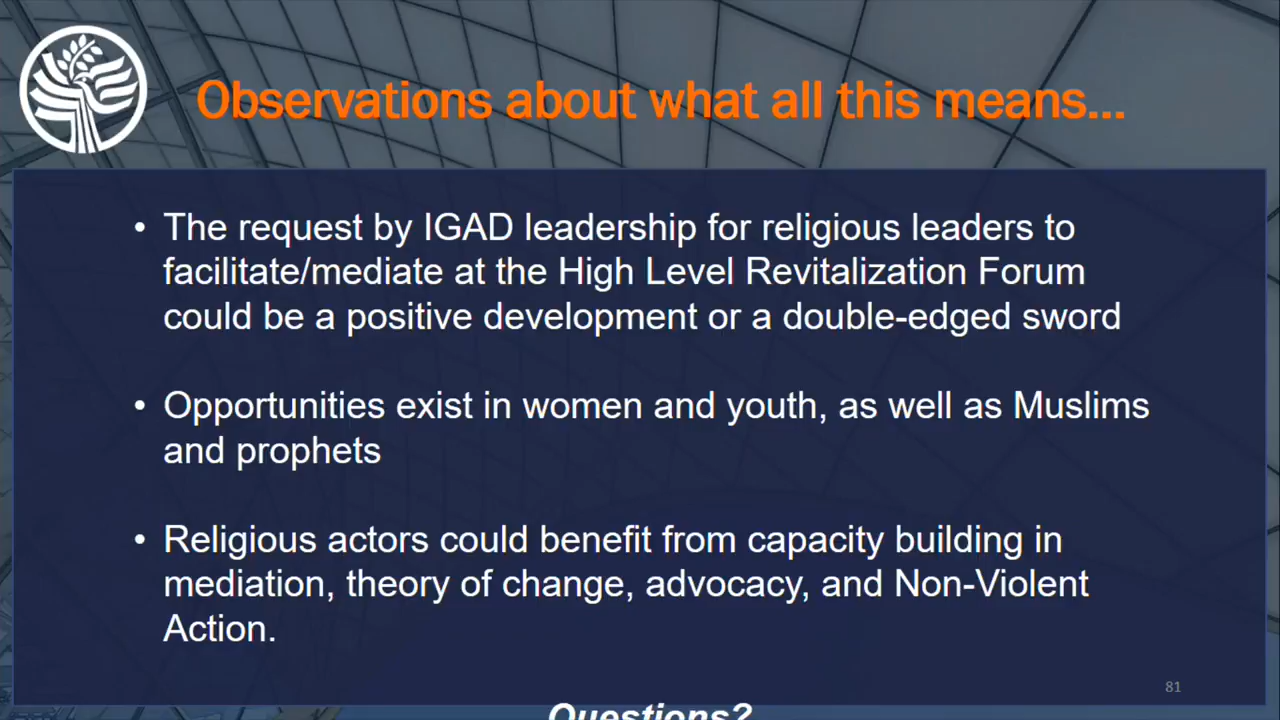 Observations about what all this means...
• The request by IGAD leadership for religious leaders to
facilitate/mediate at the High Level Revitalization Forum
could be a positive development or a double-edged sword
• Opportunities exist in women and youth, as well as Muslims
and prophets
• Religious actors could benefit from capacity building in
mediation, theory of change, advocacy, and Non-Violent
Action.
81
Questions?